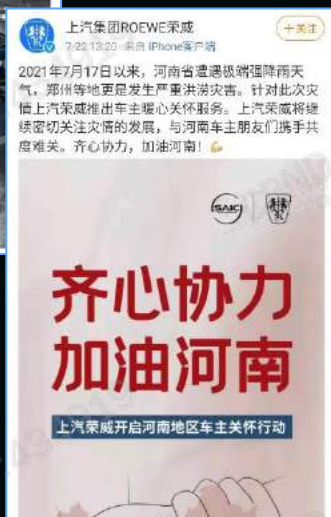 上汽集团ROEWE荣威
+关注
7-22 13:20 来自 iPhone客户端
2021年7月17日以来，河南省遭遇极端强降雨天
气，郑州等地更是发生严重洪涝灾害。针对此次灾
情上汽荣威推出车主暖心关怀服务。上汽荣威将继
续密切关注灾情的发展，与河南车主朋友们携手共
度难关。齐心协力，加油河南！💪
SAIC
齐心协力
加油河南
上汽荣威开启河南地区车主关怀行动